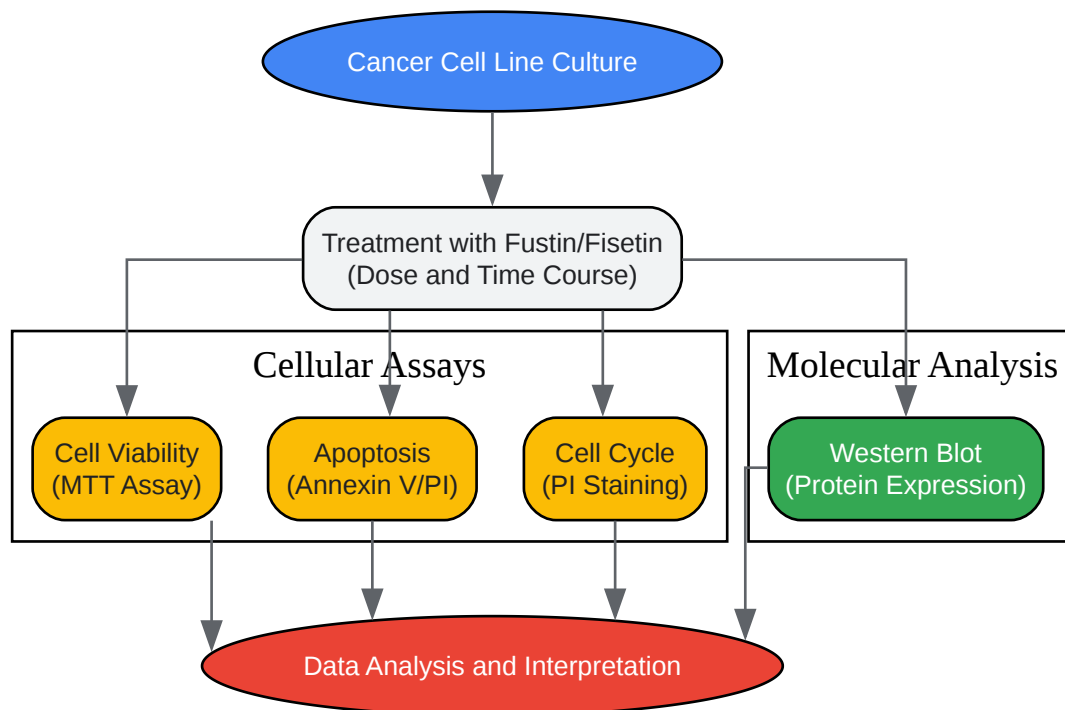 Cancer Cell Line Culture
Treatment with Fustin/Fisetin
(Dose and Time Course)
Cellular Assays
Molecular Analysis
Cell Viability
(MTT Assay)
Apoptosis
(Annexin V/PI)
Cell Cycle
(PI Staining)
Western Blot
(Protein Expression)
Data Analysis and Interpretation